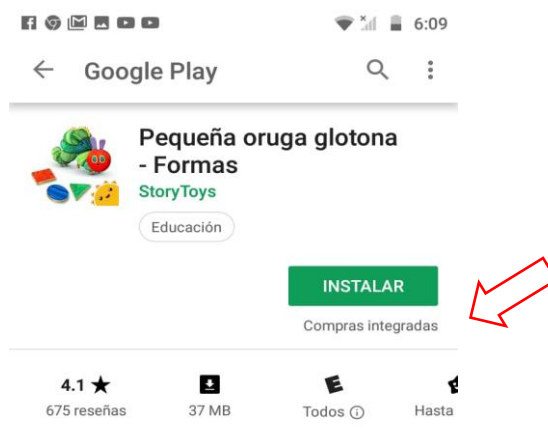 6:09
Google Play
Pequeña oruga glotona
- Formas
StoryToys
Educación
INSTALAR
Compras integradas
4.1 ★
675 reseñas
37 MB
E
Todos
Hasta